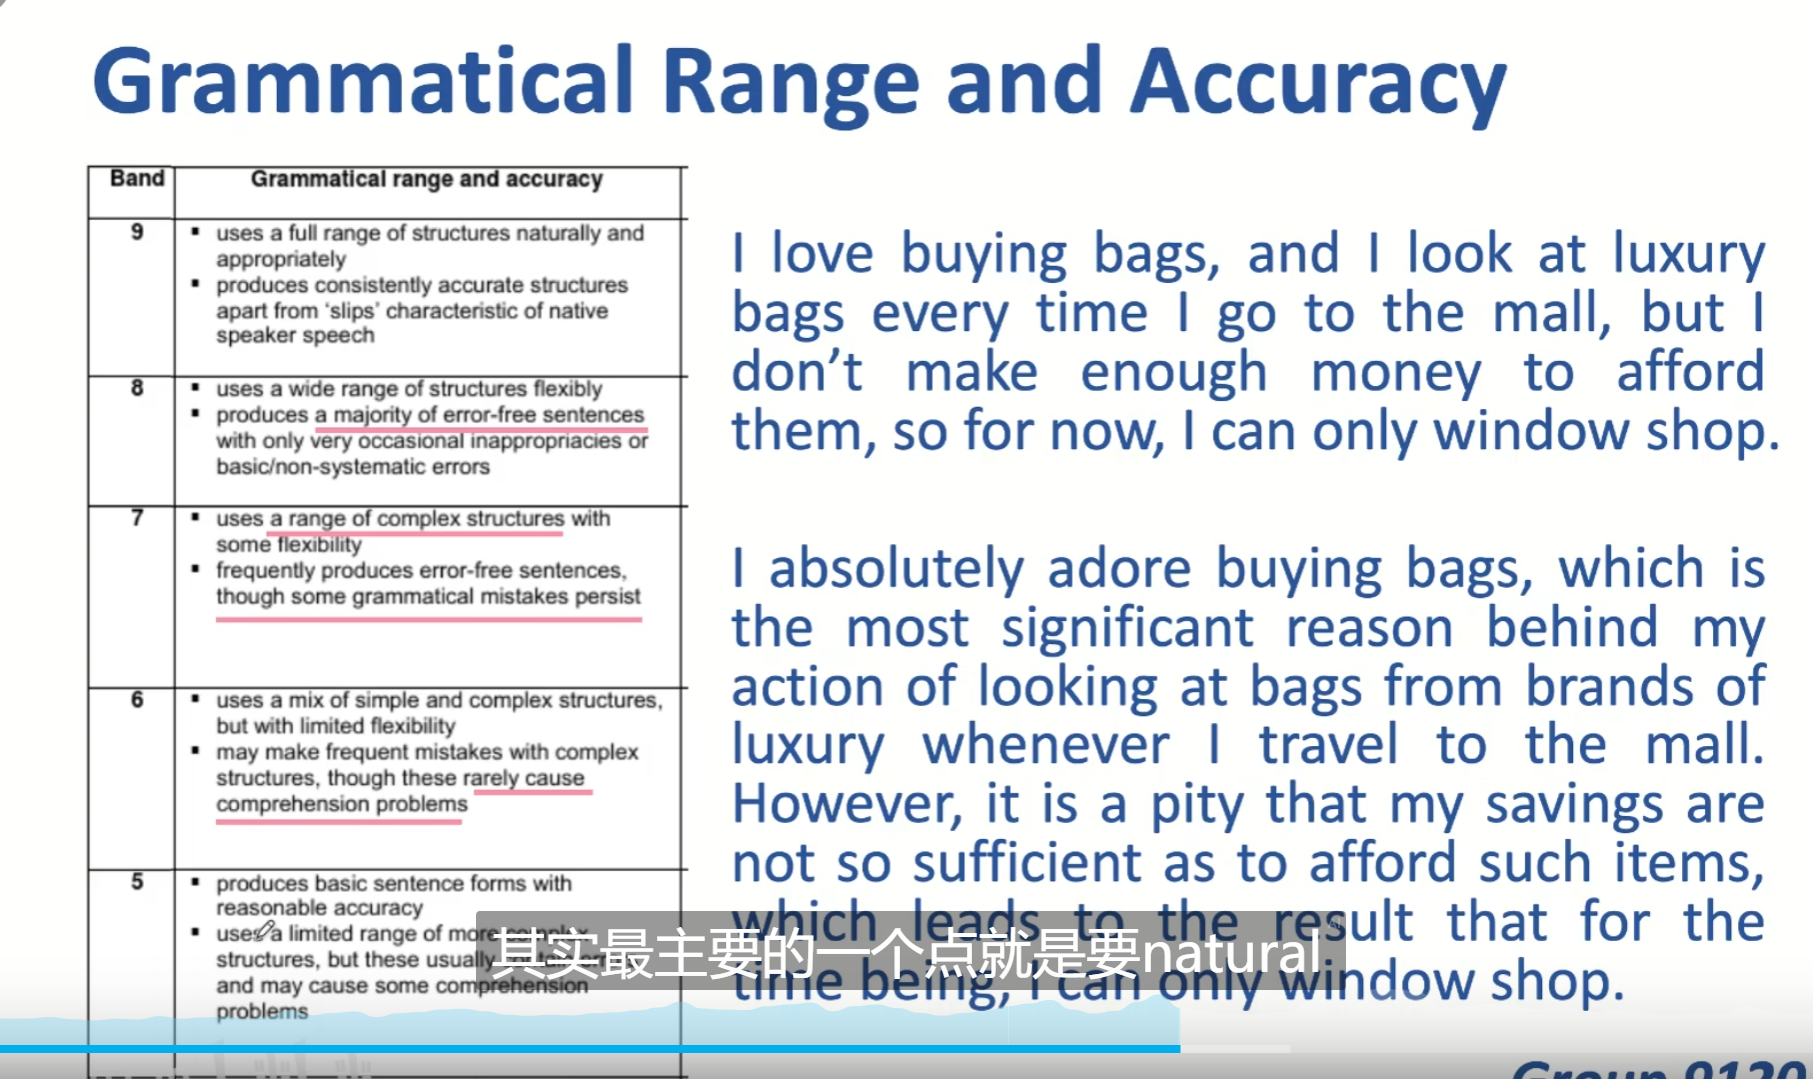 Grammatical Range and Accuracy
Band
Grammatical range and accuracy
9
▪ uses a full range of structures naturally and
appropriately
▪ produces consistently accurate structures
apart from ‘slips’ characteristic of native
speaker speech
8
▪ uses a wide range of structures flexibly
▪ produces a majority of error-free sentences
with only very occasional inappropriacies or
basic/non-systematic errors
7
▪ uses a range of complex structures with
some flexibility
▪ frequently produces error-free sentences,
though some grammatical mistakes persist
6
▪ uses a mix of simple and complex structures,
but with limited flexibility
▪ may make frequent mistakes with complex
structures, though these rarely cause
comprehension problems
5
▪ produces basic sentence forms with
reasonable accuracy
▪ uses a limited range of more complex
structures, but these usually
and may cause some comprehension
problems
I love buying bags, and I look at luxury
bags every time I go to the mall, but I
don’t make enough money to afford
them, so for now, I can only window shop.
I absolutely adore buying bags, which is
the most significant reason behind my
action of looking at bags from brands of
luxury whenever I travel to the mall.
However, it is a pity that my savings are
not so sufficient as to afford such items,
which leads to the result that for the
time being, I can only window shop.
其实最主要的一个点就是要natural
Group 9120